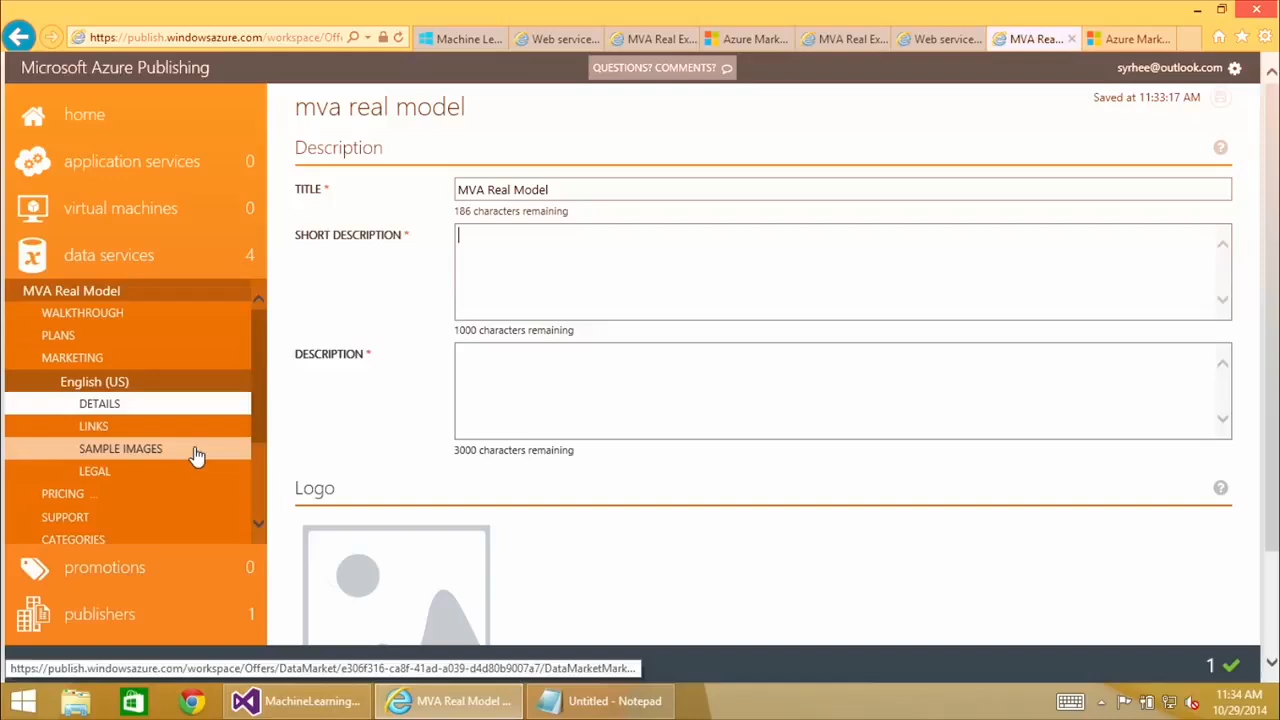 https://publish.windowsazure.com/workspace/Off
Machine Le...
Web service...
MVA Real Ex...
Azure Mark...
MVA Real Ex...
Web service...
MVA Rea...
Azure Mark...
Microsoft Azure Publishing
QUESTIONS? COMMENTS?
syrhee@outlook.com
home
application services 0
virtual machines 0
data services 4
MVA Real Model
WALKTHROUGH
PLANS
MARKETING
English (US)
DETAILS
LINKS
SAMPLE IMAGES
LEGAL
PRICING ...
SUPPORT
CATEGORIES
promotions 0
publishers 1
mva real model
Saved at 11:33:17 AM
Description
?
TITLE *
MVA Real Model
186 characters remaining
SHORT DESCRIPTION *
1000 characters remaining
DESCRIPTION *
3000 characters remaining
Logo
?
https://publish.windowsazure.com/workspace/Offers/DataMarket/e306f316-ca8f-41ad-a039-d4d80b9007a7/DataMarketMark...
1
MachineLearning...
MVA Real Model ...
Untitled - Notepad
11:34 AM
10/29/2014